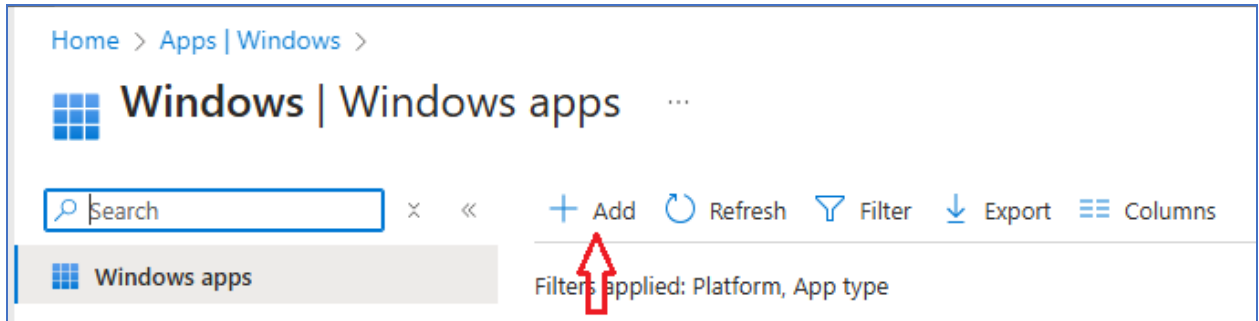 Home > Apps | Windows >
Windows | Windows apps ...
Search
Add Refresh Filter Export Columns
Windows apps
Filters applied: Platform, App type